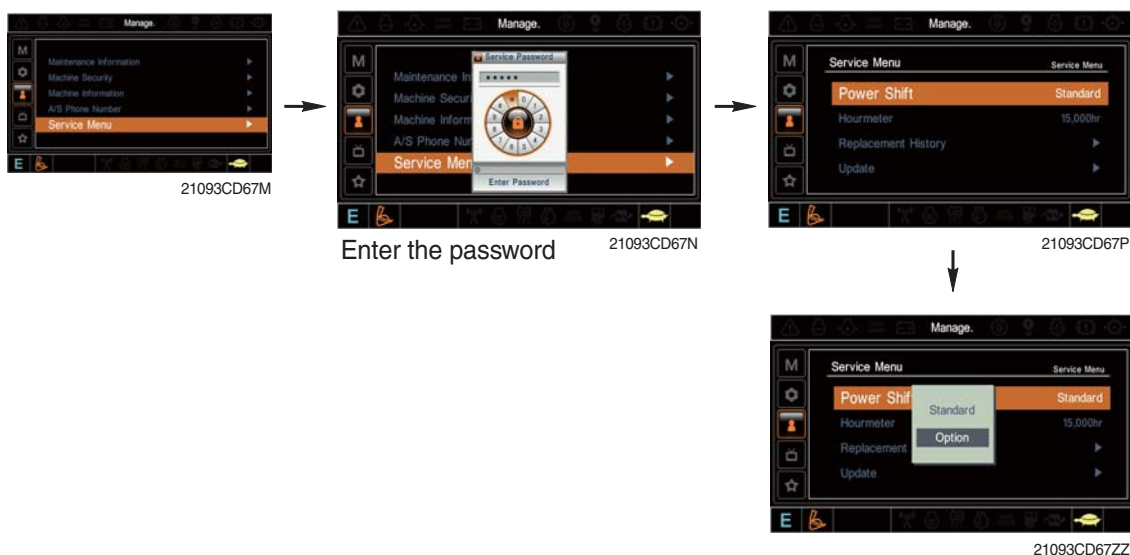 Manage.
M
Maintenance Information
Machine Security
Machine Information
A/S Phone Number
Service Menu
E
21093CD67M
Manage.
Service Password
*****
M
Maintenance In
Machine Securi
Machine Inform
A/S Phone Nur
Service Men
Enter Password
E
Enter the password
21093CD67N
Manage.
M
Service Menu
Service Menu
Power Shift
Standard
Hourmeter
15,000hr
Replacement History
Update
E
21093CD67P
Manage.
M
Service Menu
Service Menu
Power Shif
Standard
Standard
Option
Hourmeter
15,000hr
Replacement
Update
E
21093CD67ZZ